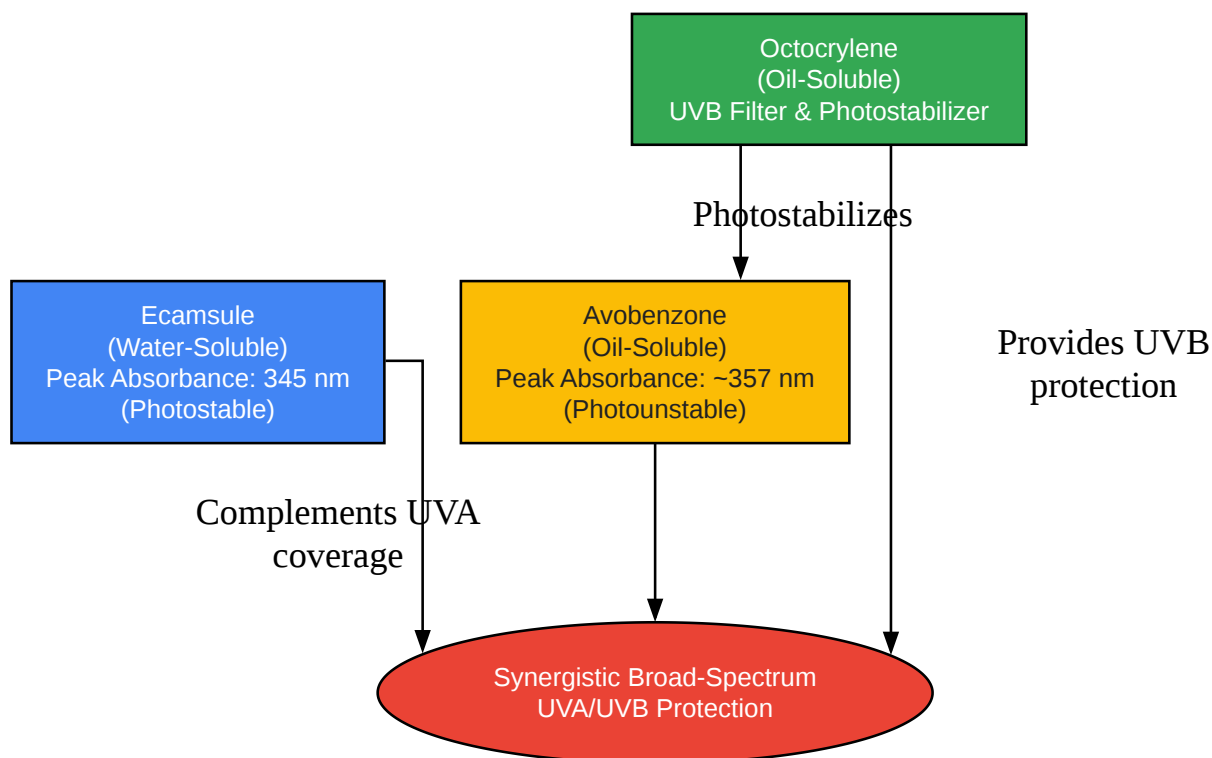 Octocrylene
(Oil-Soluble)
UVB Filter & Photostabilizer
Photostabilizes
Ecamsule
(Water-Soluble)
Peak Absorbance: 345 nm
(Photostable)
Avobenzone
(Oil-Soluble)
Peak Absorbance: ~357 nm
(Photounstable)
Provides UVB
protection
Complements UVA
coverage
Synergistic Broad-Spectrum
UVA/UVB Protection